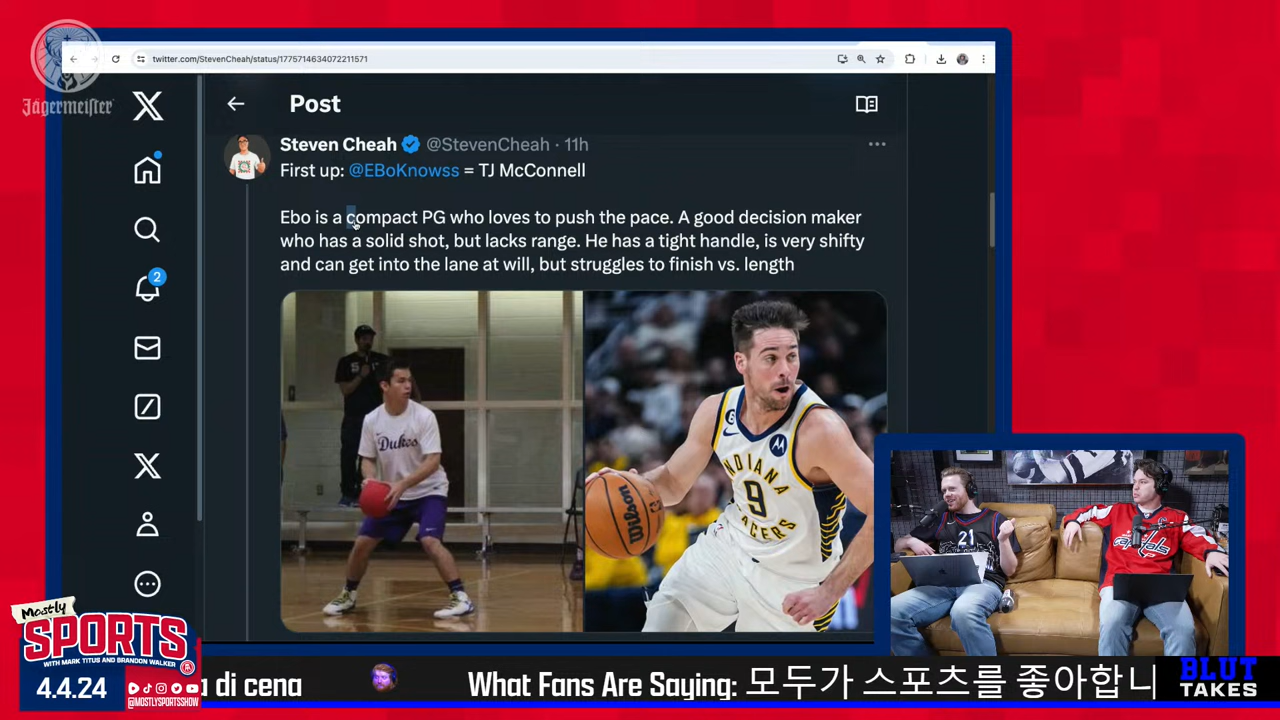 Jägermeister
twitter.com/StevenCheah/status/1775714634072211571
Post
Steven Cheah @StevenCheah · 11h
First up: @EBoKnowss = TJ McConnell
Ebo is a compact PG who loves to push the pace. A good decision maker
who has a solid shot, but lacks range. He has a tight handle, is very shifty
and can get into the lane at will, but struggles to finish vs. length
2
Dukes
Wilson
6
INDIANA
9
PACERS
21
capitals
C
Mostly
SPORTS
WITH MARK TITUS AND BRANDON WALKER
4.4.24
@MOSTLYSPORTSSHOW
a di cena
What Fans Are Saying: 모두가 스포츠를 좋아합니
BLUT
TAKES